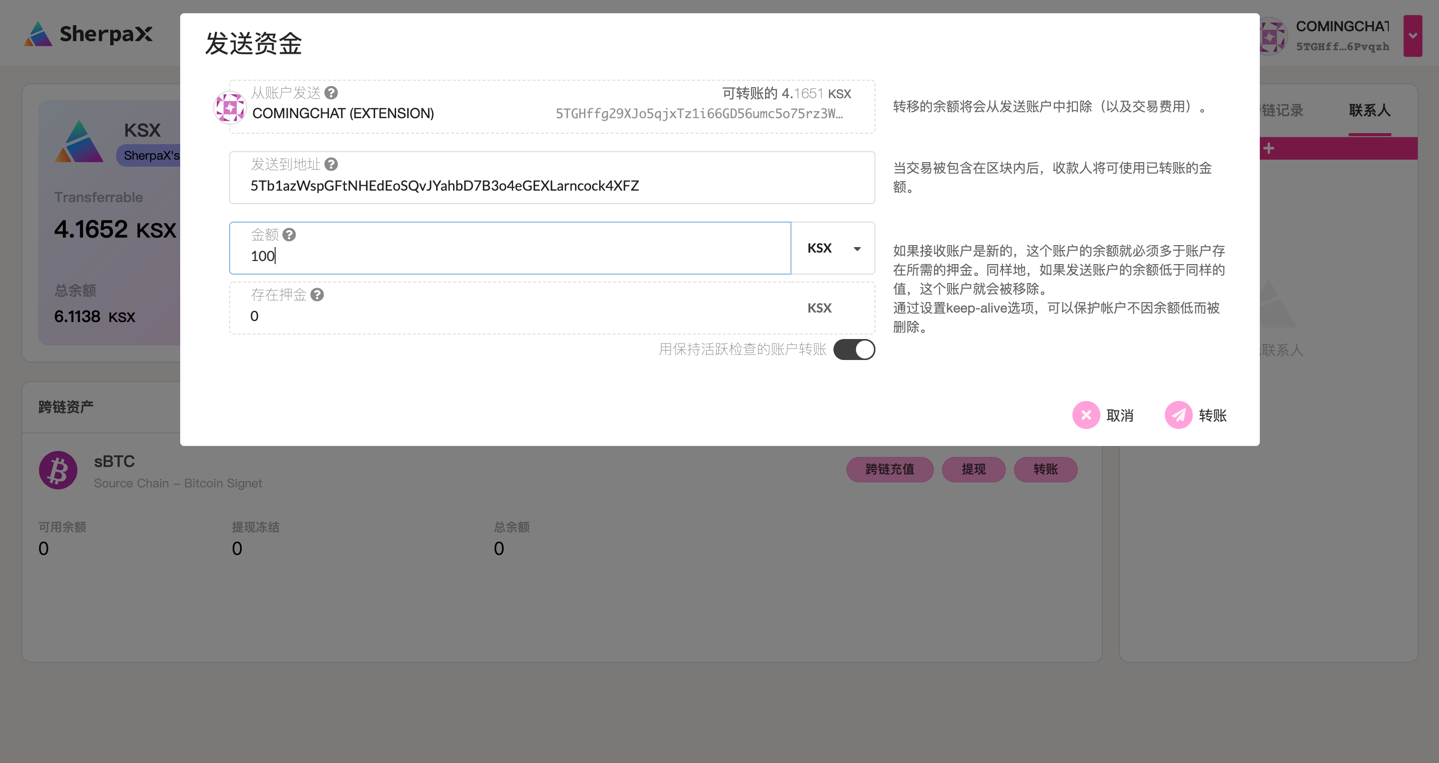 SherpaX
COMINGCHAT
5TGHff…6Pvqzh
发送资金
从账户发送
可转账的 4.1651 KSX
COMINGCHAT (EXTENSION)
5TGHffg29XJo5qjxTz1i66GD56umc5o75rz3W…
转移的余额将会从发送账户中扣除（以及交易费用）。
发送到地址
5Tb1azWspGFtNHEdEoSQvJYahbD7B3o4eGEXLarncock4XFZ
当交易被包含在区块内后，收款人将可使用已转账的金
额。
金额
100
KSX
存在押金
0
KSX
如果接收账户是新的，这个账户的余额就必须多于账户存
在所需的押金。同样地，如果发送账户的余额低于同样的
值，这个账户就会被移除。
通过设置keep-alive选项，可以保护帐户不因余额低而被
删除。
用保持活跃检查的账户转账
取消
转账
KSX
SherpaX's
Transferrable
4.1652 KSX
总余额
6.1138 KSX
链记录
联系人
联系人
跨链资产
sBTC
Source Chain – Bitcoin Signet
跨链充值
提现
转账
可用余额
提现冻结
总余额
0
0
0